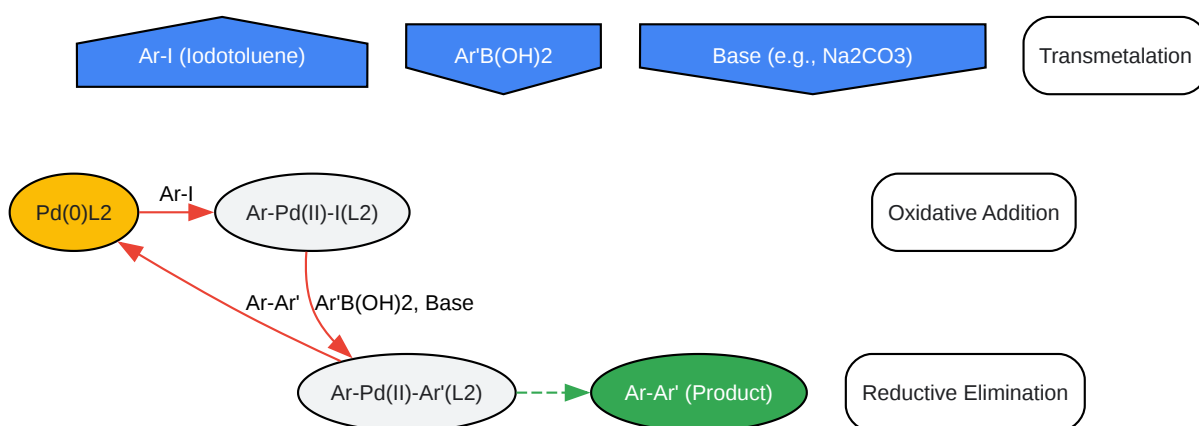 Ar-I (Iodotoluene)
Ar'B(OH)2
Base (e.g., Na2CO3)
Transmetalation
Ar-I
Pd(0)L2
Ar-Pd(II)-I(L2)
Oxidative Addition
Ar-Ar'
Ar'B(OH)2, Base
Ar-Pd(II)-Ar'(L2)
Ar-Ar' (Product)
Reductive Elimination